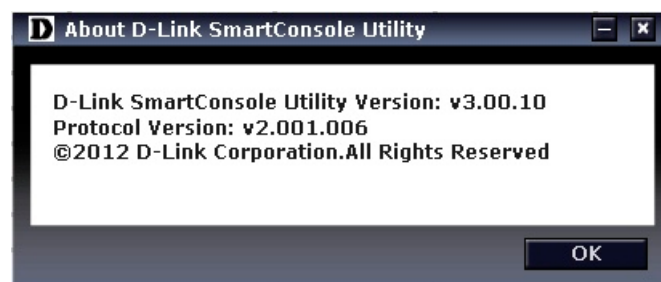 D About D-Link SmartConsole Utility
D-Link SmartConsole Utility Version: v3.00.10
Protocol Version: v2.001.006
©2012 D-Link Corporation.All Rights Reserved
OK